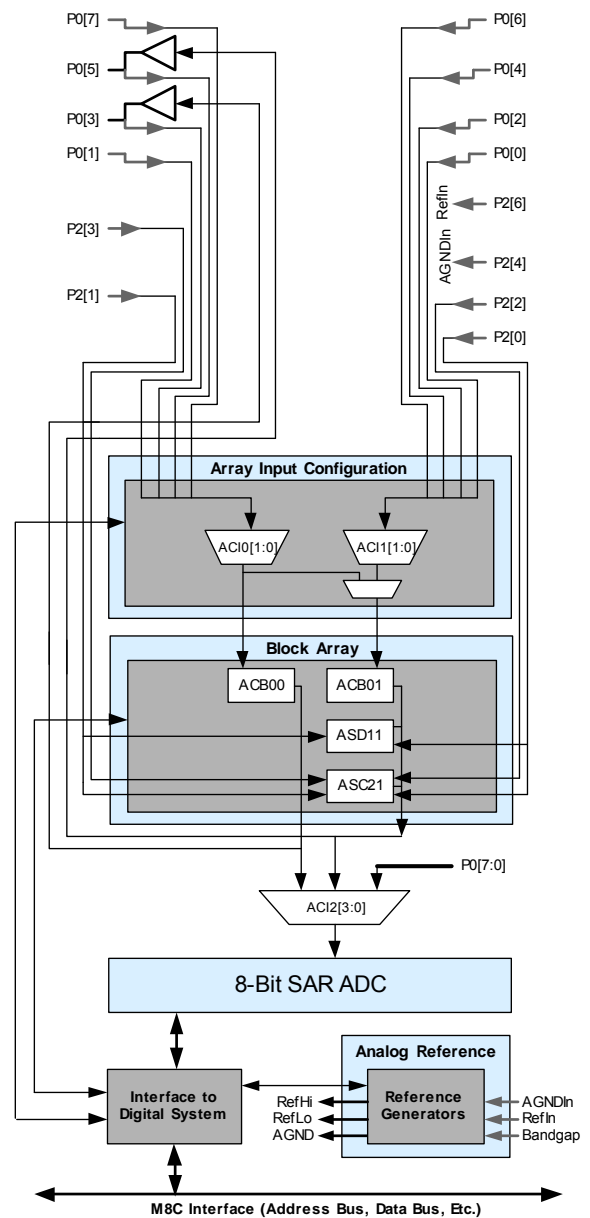 P0[7]
P0[6]
P0[5]
P0[4]
P0[3]
P0[2]
P0[1]
P0[0]
RefIn
P2[6]
P2[3]
AGNDIn
P2[4]
P2[1]
P2[2]
P2[0]
Array Input Configuration
ACI0[1:0]
ACI1[1:0]
Block Array
ACB00
ACB01
ASD11
ASC21
P0[7:0]
ACI2[3:0]
8-Bit SAR ADC
Analog Reference
Interface to
Digital System
RefHi
RefLo
AGND
Reference
Generators
AGNDIn
RefIn
Bandgap
M8C Interface (Address Bus, Data Bus, Etc.)